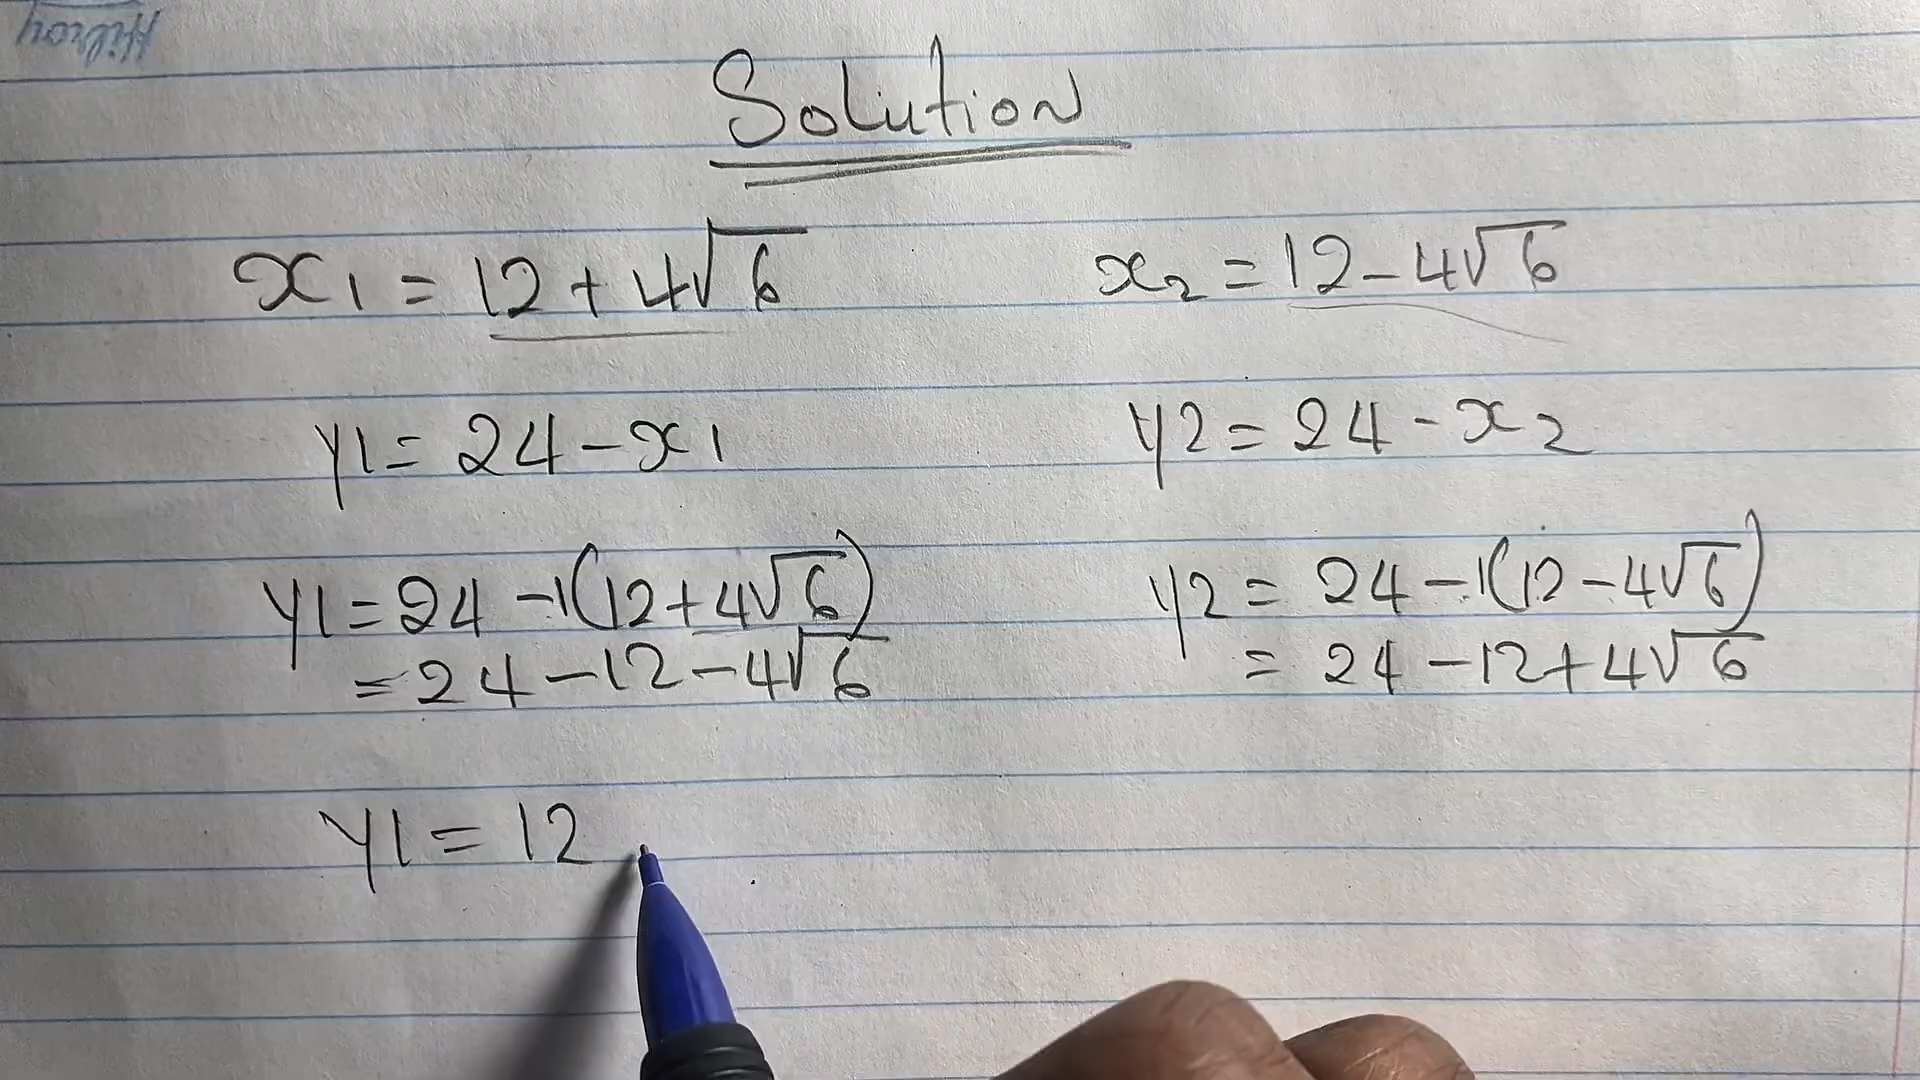 Hilroy
Solution
x1 = 12 + 4√6
x2 = 12 - 4√6
y1 = 24 - x1
y2 = 24 - x2
y1 = 24 -1(12 + 4√6)
= 24 - 12 - 4√6
y2 = 24 -1(12 - 4√6)
= 24 - 12 + 4√6
y1 = 12